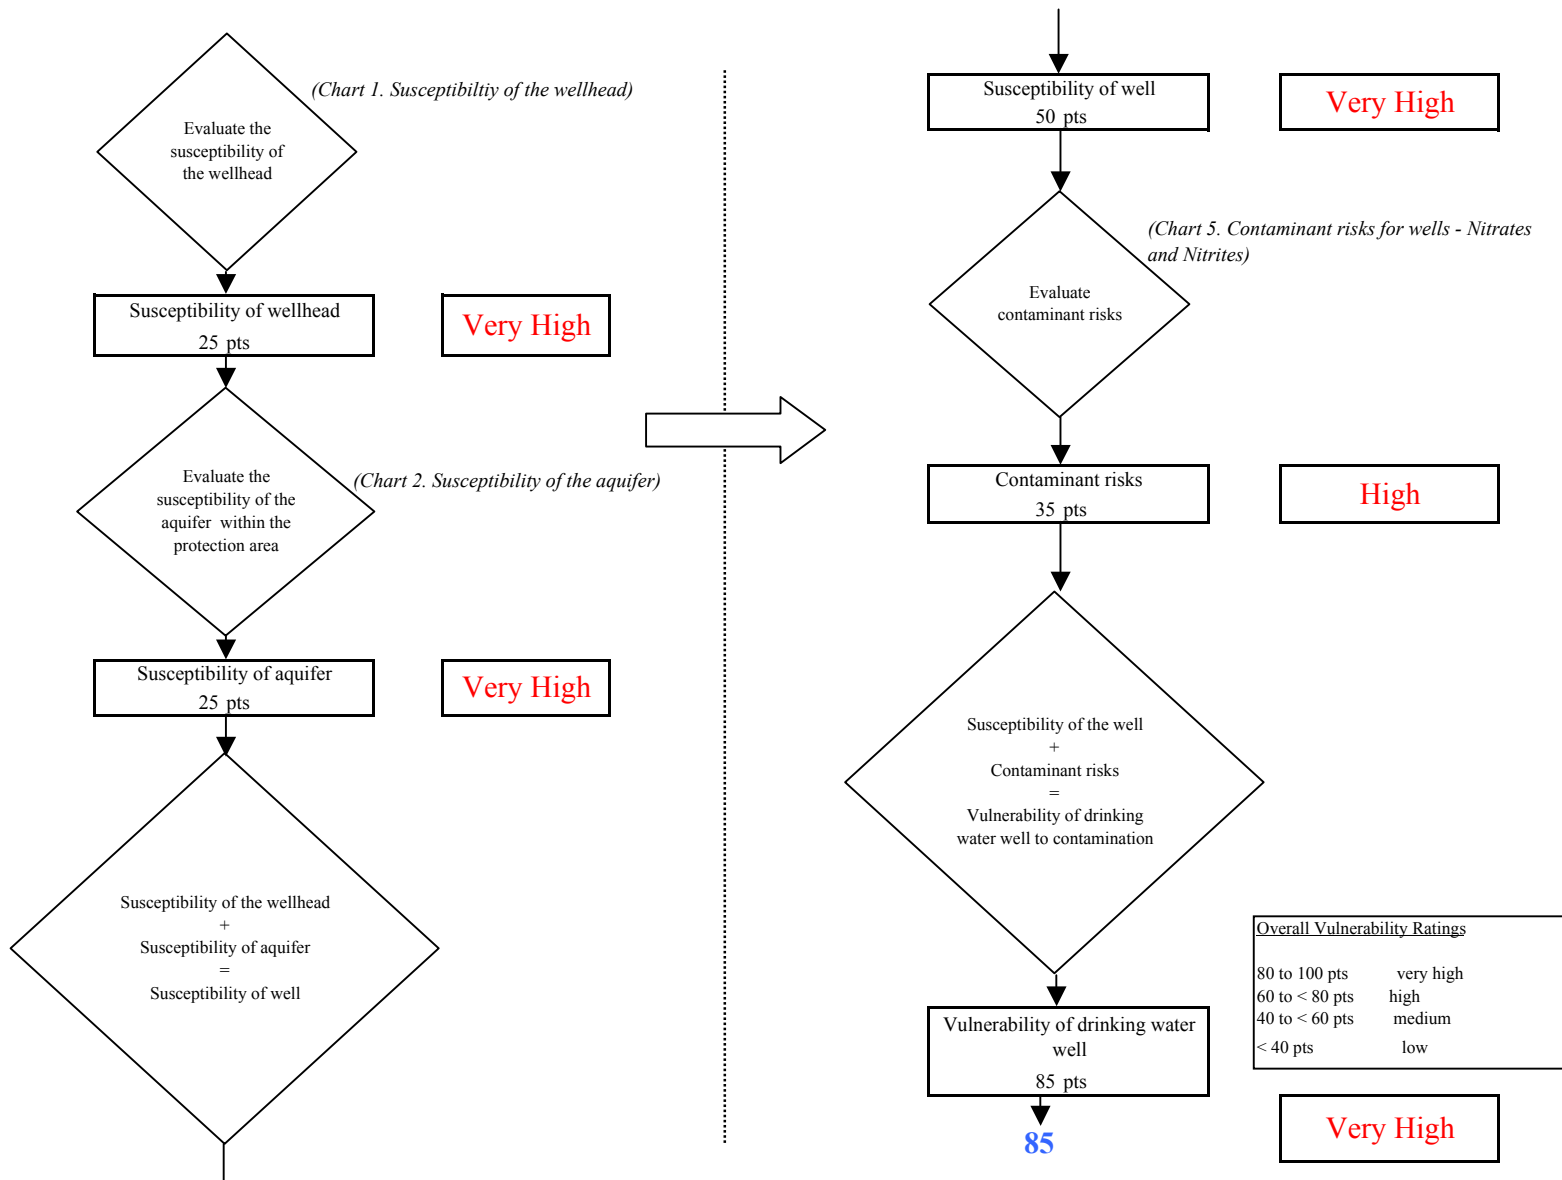 (Chart 1. Susceptibiltiy of the wellhead)
Evaluate the
susceptibility of
the wellhead
Susceptibility of wellhead
25 pts
Very High
(Chart 2. Susceptibility of the aquifer)
Evaluate the
susceptibility of the
aquifer within the
protection area
Susceptibility of aquifer
25 pts
Very High
Susceptibility of the wellhead
+
Susceptibility of aquifer
=
Susceptibility of well
Susceptibility of well
50 pts
Very High
(Chart 5. Contaminant risks for wells - Nitrates
and Nitrites)
Evaluate
contaminant risks
Contaminant risks
35 pts
High
Susceptibility of the well
+
Contaminant risks
=
Vulnerability of drinking
water well to contamination
Overall Vulnerability Ratings
80 to 100 pts very high
60 to < 80 pts high
40 to < 60 pts medium
< 40 pts low
Vulnerability of drinking water
well
85 pts
85
Very High